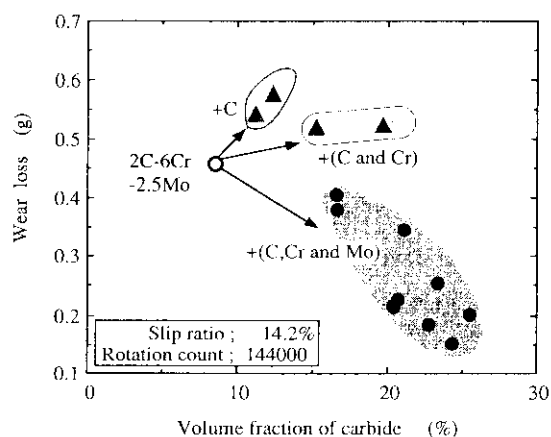 0.7
0.6
0.5
0.4
0.3
0.2
0.1
Wear loss (g)
+C
2C-6Cr
-2.5Mo
+(C and Cr)
+(C,Cr and Mo)
Slip ratio ; 14.2%
Rotation count ; 144000
0 10 20 30
Volume fraction of carbide (%)